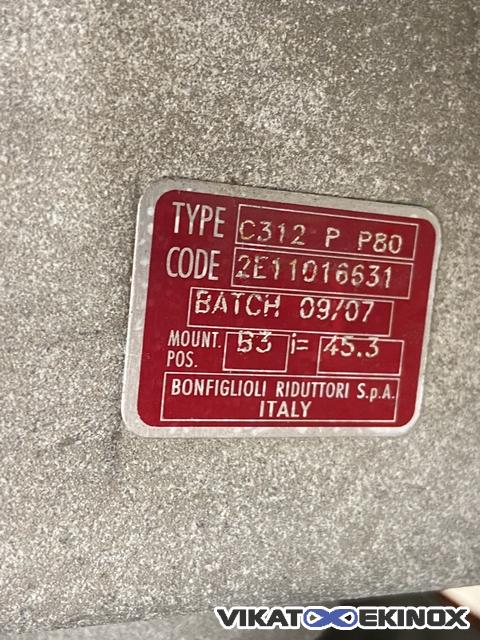 TYPE C312 P P80
CODE 2E11016631
BATCH 09/07
MOUNT. POS. B3 i= 45.3
BONFIGLIOLI RIDUTTORI S.p.A.
ITALY
VIKAT EKINOX